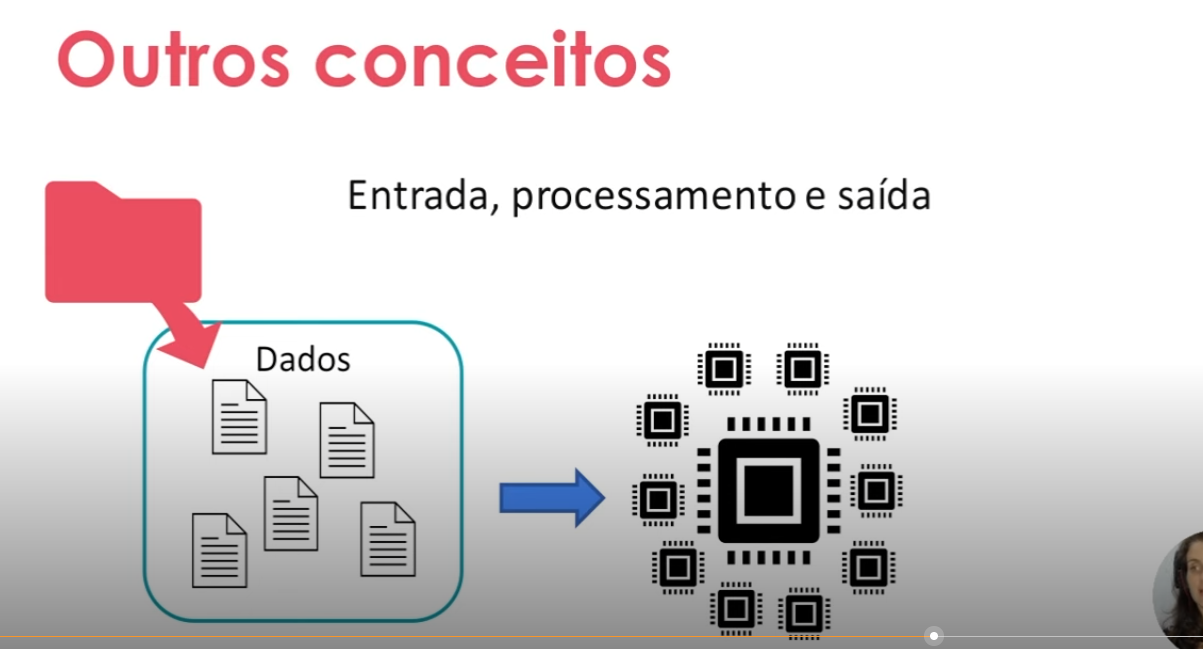 Outros conceitos
Entrada, processamento e saída
Dados